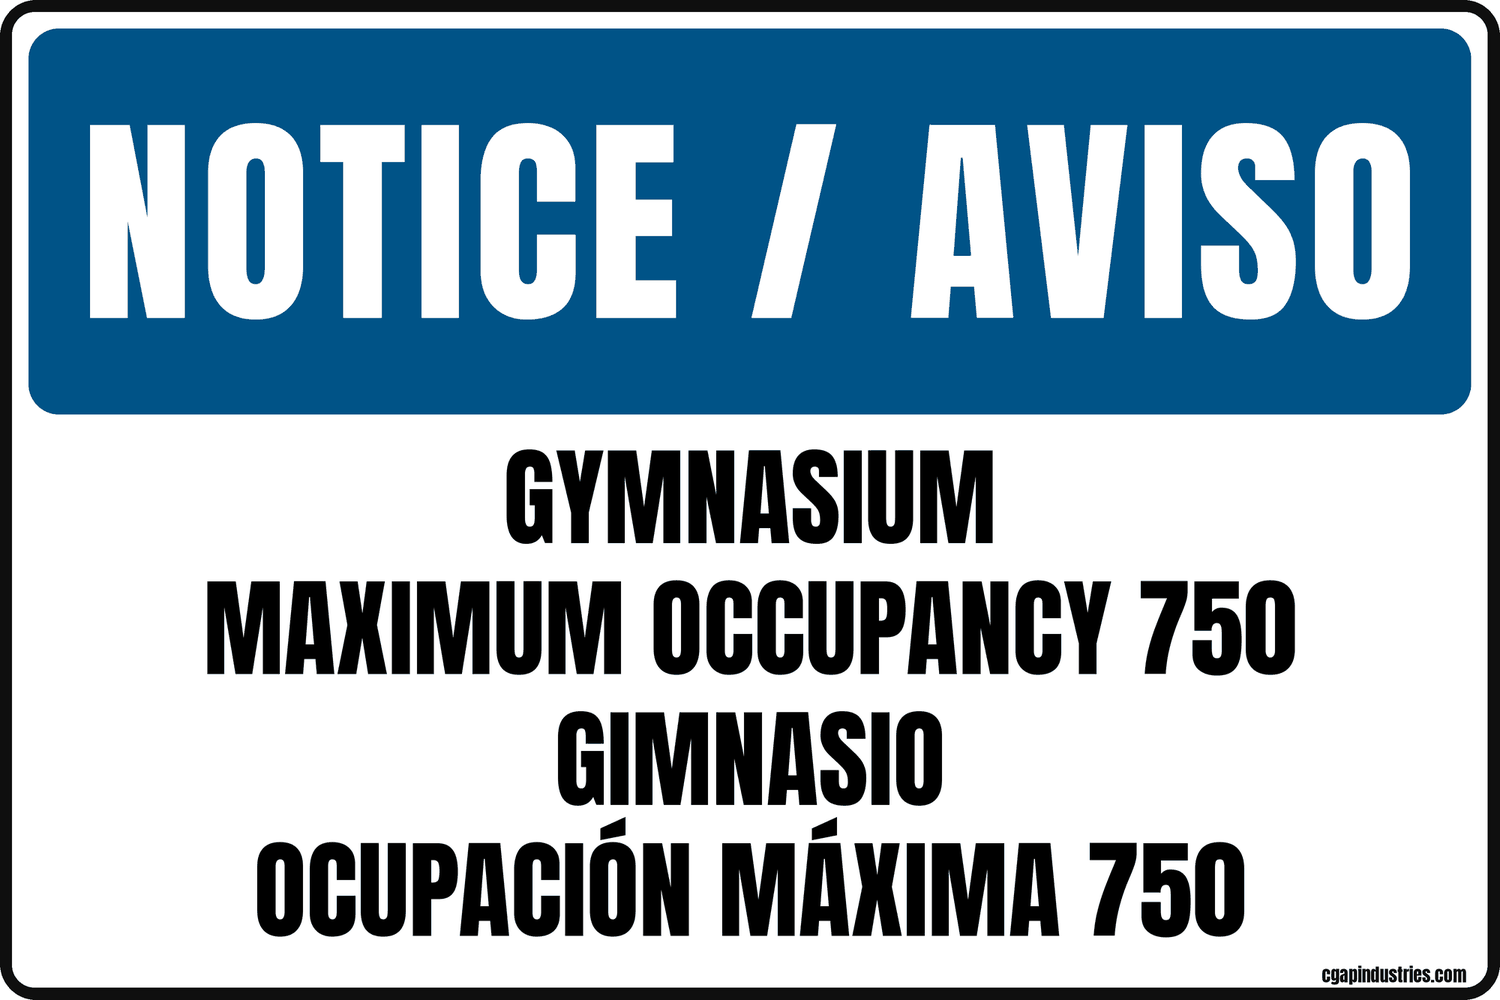 NOTICE / AVISO
GYMNASIUM
MAXIMUM OCCUPANCY 750
GIMNASIO
OCUPACIÓN MÁXIMA 750
cgapindustries.com